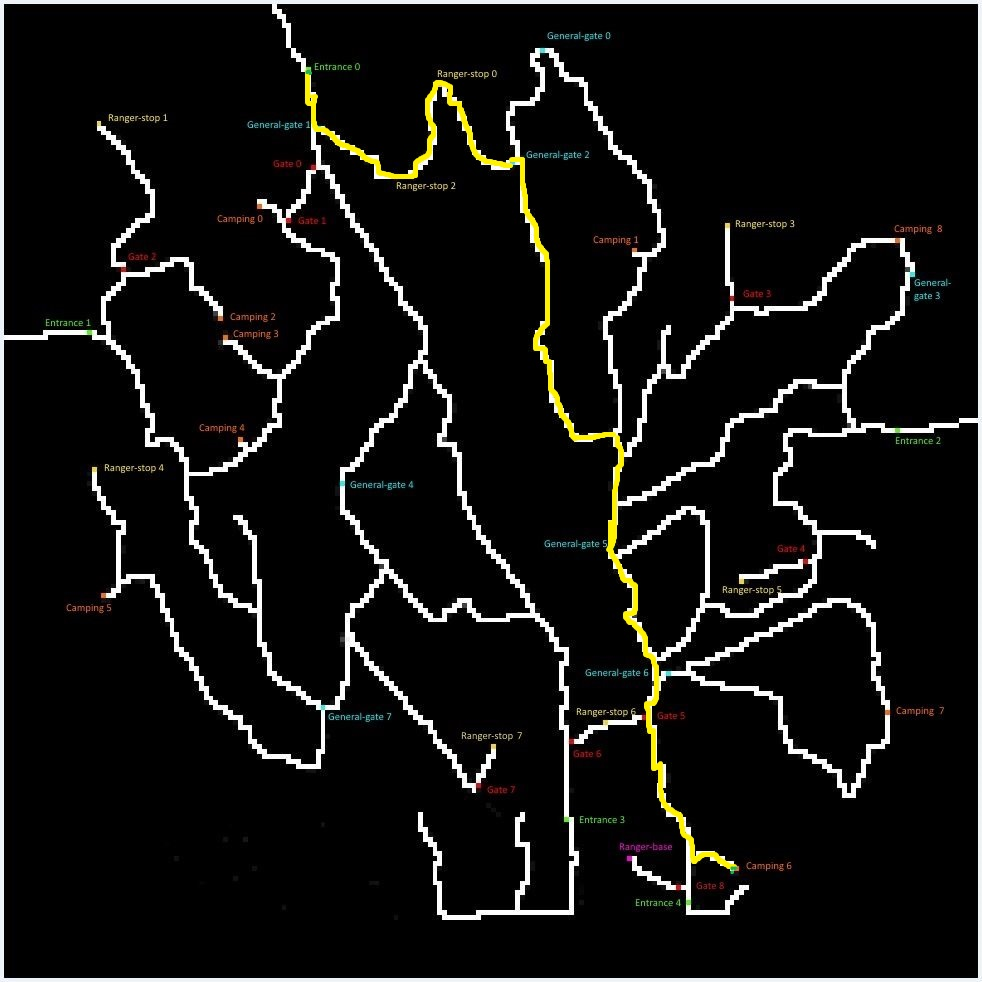 General-gate 0
Entrance 0
Ranger-stop 0
Ranger-stop 1
General-gate 1
General-gate 2
Gate 0
Ranger-stop 2
Camping 0
Gate 1
Ranger-stop 3
Camping 8
Camping 1
Gate 2
General-
gate 3
Gate 3
Camping 2
Entrance 1
Camping 3
Camping 4
Entrance 2
Ranger-stop 4
General-gate 4
General-gate 5
Gate 4
Ranger-stop 5
Camping 5
General-gate 6
Ranger-stop 6
Camping 7
General-gate 7
Gate 5
Ranger-stop 7
Gate 6
Gate 7
Entrance 3
Ranger-base
Camping 6
Gate 8
Entrance 4